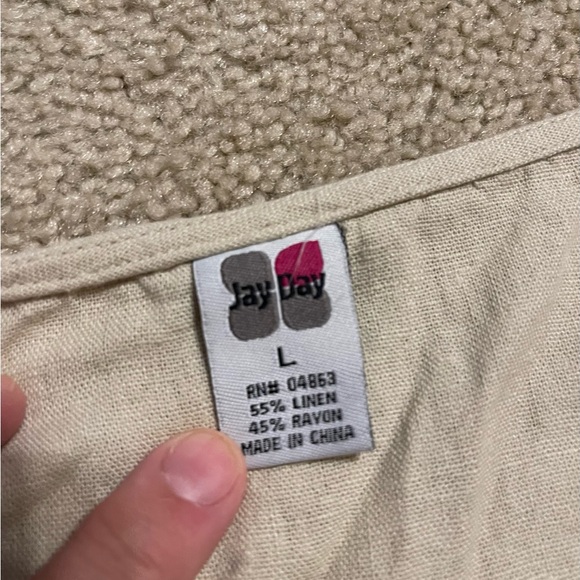 Jay Day
L
RN# 04863
55% LINEN
45% RAYON
MADE IN CHINA